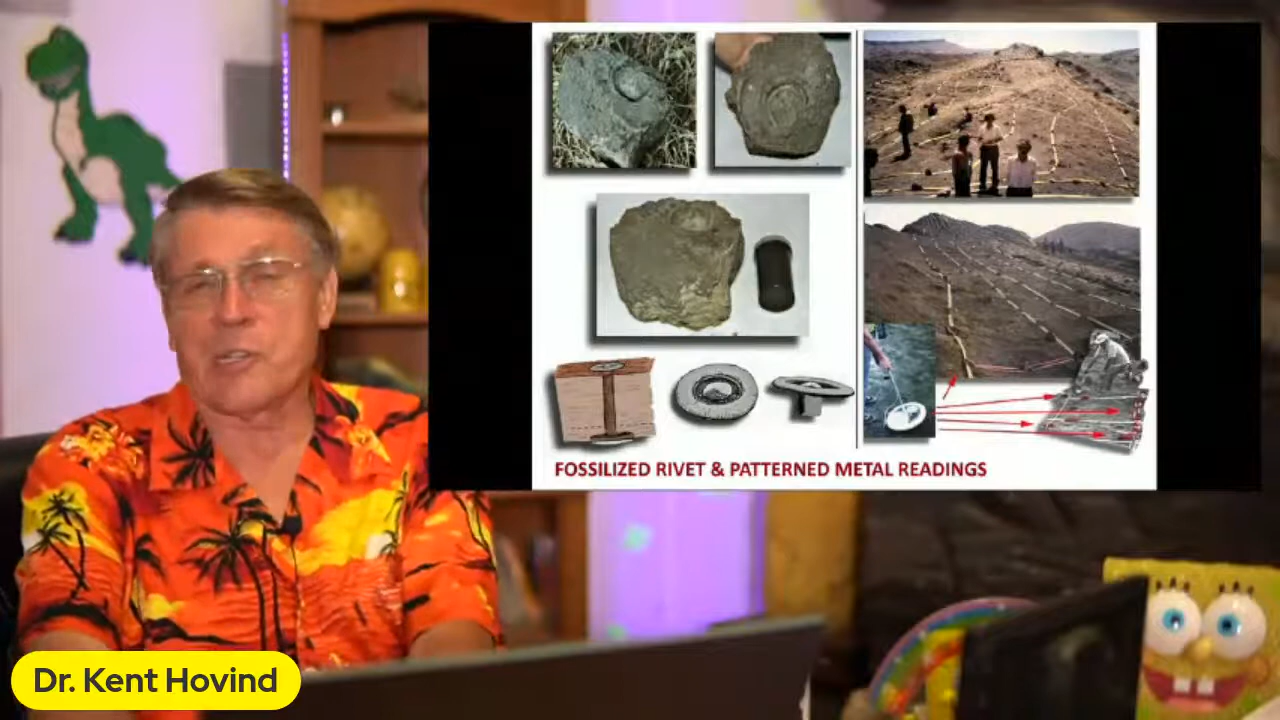 FOSSILIZED RIVET & PATTERNED METAL READINGS
Dr. Kent Hovind